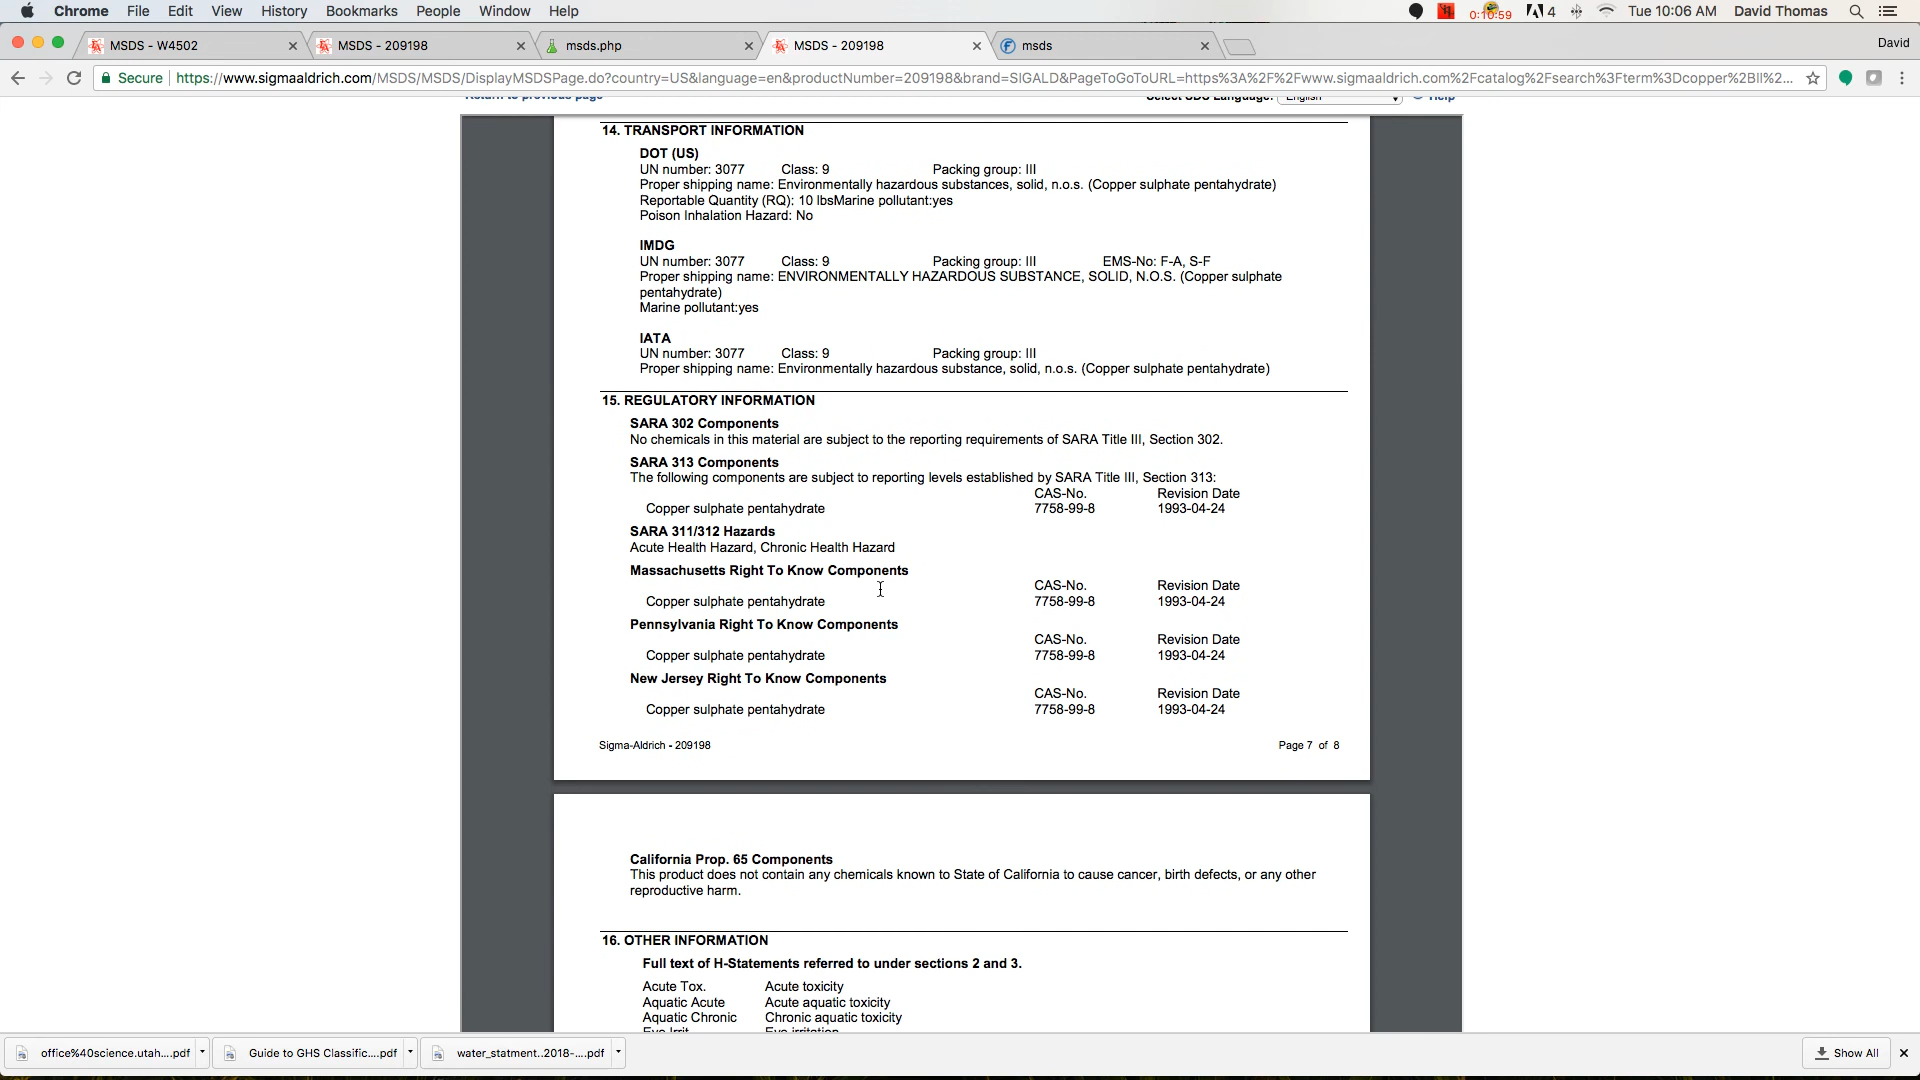 Chrome File Edit View History Bookmarks People Window Help 0:10:59 4 Tue 10:06 AM David Thomas
MSDS - W4502 MSDS - 209198 msds.php MSDS - 209198 msds David
Secure https://www.sigmaaldrich.com/MSDS/MSDS/DisplayMSDSPage.do?country=US&language=en&productNumber=209198&brand=SIGALD&PageToGoToURL=https%3A%2F%2Fwww.sigmaaldrich.com%2Fcatalog%2Fsearch%3Fterm%3Dcopper%2BII%2...
Return to previous page Select SDS Language: English Help
14. TRANSPORT INFORMATION
DOT (US)
UN number: 3077 Class: 9 Packing group: III
Proper shipping name: Environmentally hazardous substances, solid, n.o.s. (Copper sulphate pentahydrate)
Reportable Quantity (RQ): 10 lbsMarine pollutant:yes
Poison Inhalation Hazard: No
IMDG
UN number: 3077 Class: 9 Packing group: III EMS-No: F-A, S-F
Proper shipping name: ENVIRONMENTALLY HAZARDOUS SUBSTANCE, SOLID, N.O.S. (Copper sulphate
pentahydrate)
Marine pollutant:yes
IATA
UN number: 3077 Class: 9 Packing group: III
Proper shipping name: Environmentally hazardous substance, solid, n.o.s. (Copper sulphate pentahydrate)
15. REGULATORY INFORMATION
SARA 302 Components
No chemicals in this material are subject to the reporting requirements of SARA Title III, Section 302.
SARA 313 Components
The following components are subject to reporting levels established by SARA Title III, Section 313:
CAS-No. Revision Date
Copper sulphate pentahydrate 7758-99-8 1993-04-24
SARA 311/312 Hazards
Acute Health Hazard, Chronic Health Hazard
Massachusetts Right To Know Components
CAS-No. Revision Date
Copper sulphate pentahydrate 7758-99-8 1993-04-24
Pennsylvania Right To Know Components
CAS-No. Revision Date
Copper sulphate pentahydrate 7758-99-8 1993-04-24
New Jersey Right To Know Components
CAS-No. Revision Date
Copper sulphate pentahydrate 7758-99-8 1993-04-24
Sigma-Aldrich - 209198 Page 7 of 8
California Prop. 65 Components
This product does not contain any chemicals known to State of California to cause cancer, birth defects, or any other
reproductive harm.
16. OTHER INFORMATION
Full text of H-Statements referred to under sections 2 and 3.
Acute Tox. Acute toxicity
Aquatic Acute Acute aquatic toxicity
Aquatic Chronic Chronic aquatic toxicity
Eye Irrit. Eye irritation
office%40science.utah....pdf Guide to GHS Classific....pdf water_statment..2018-....pdf Show All